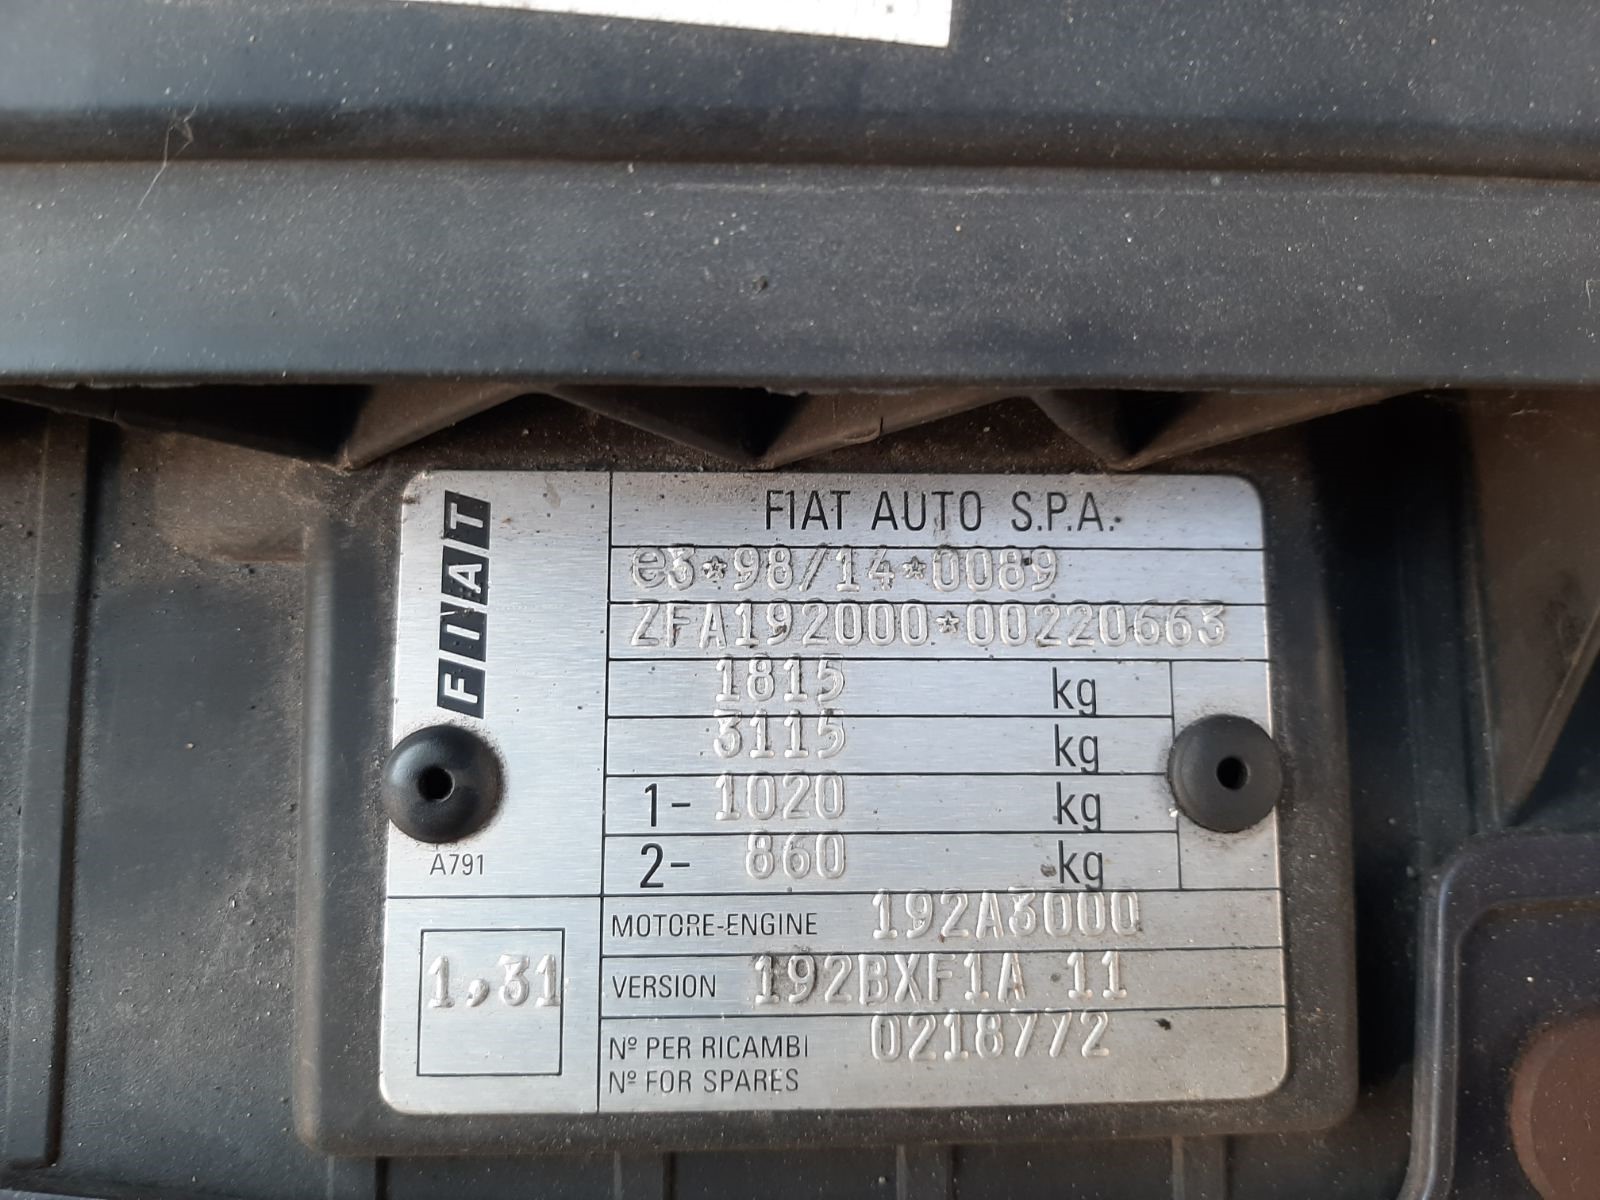 FIAT
FIAT AUTO S.P.A.
e3*98/14*0089
ZFA192000*00220663
1815 kg
3115 kg
1- 1020 kg
2- 860 kg
A791
MOTORE-ENGINE 192A3000
1,31
VERSION 192BXF1A 11
Nº PER RICAMBI 0218772
Nº FOR SPARES